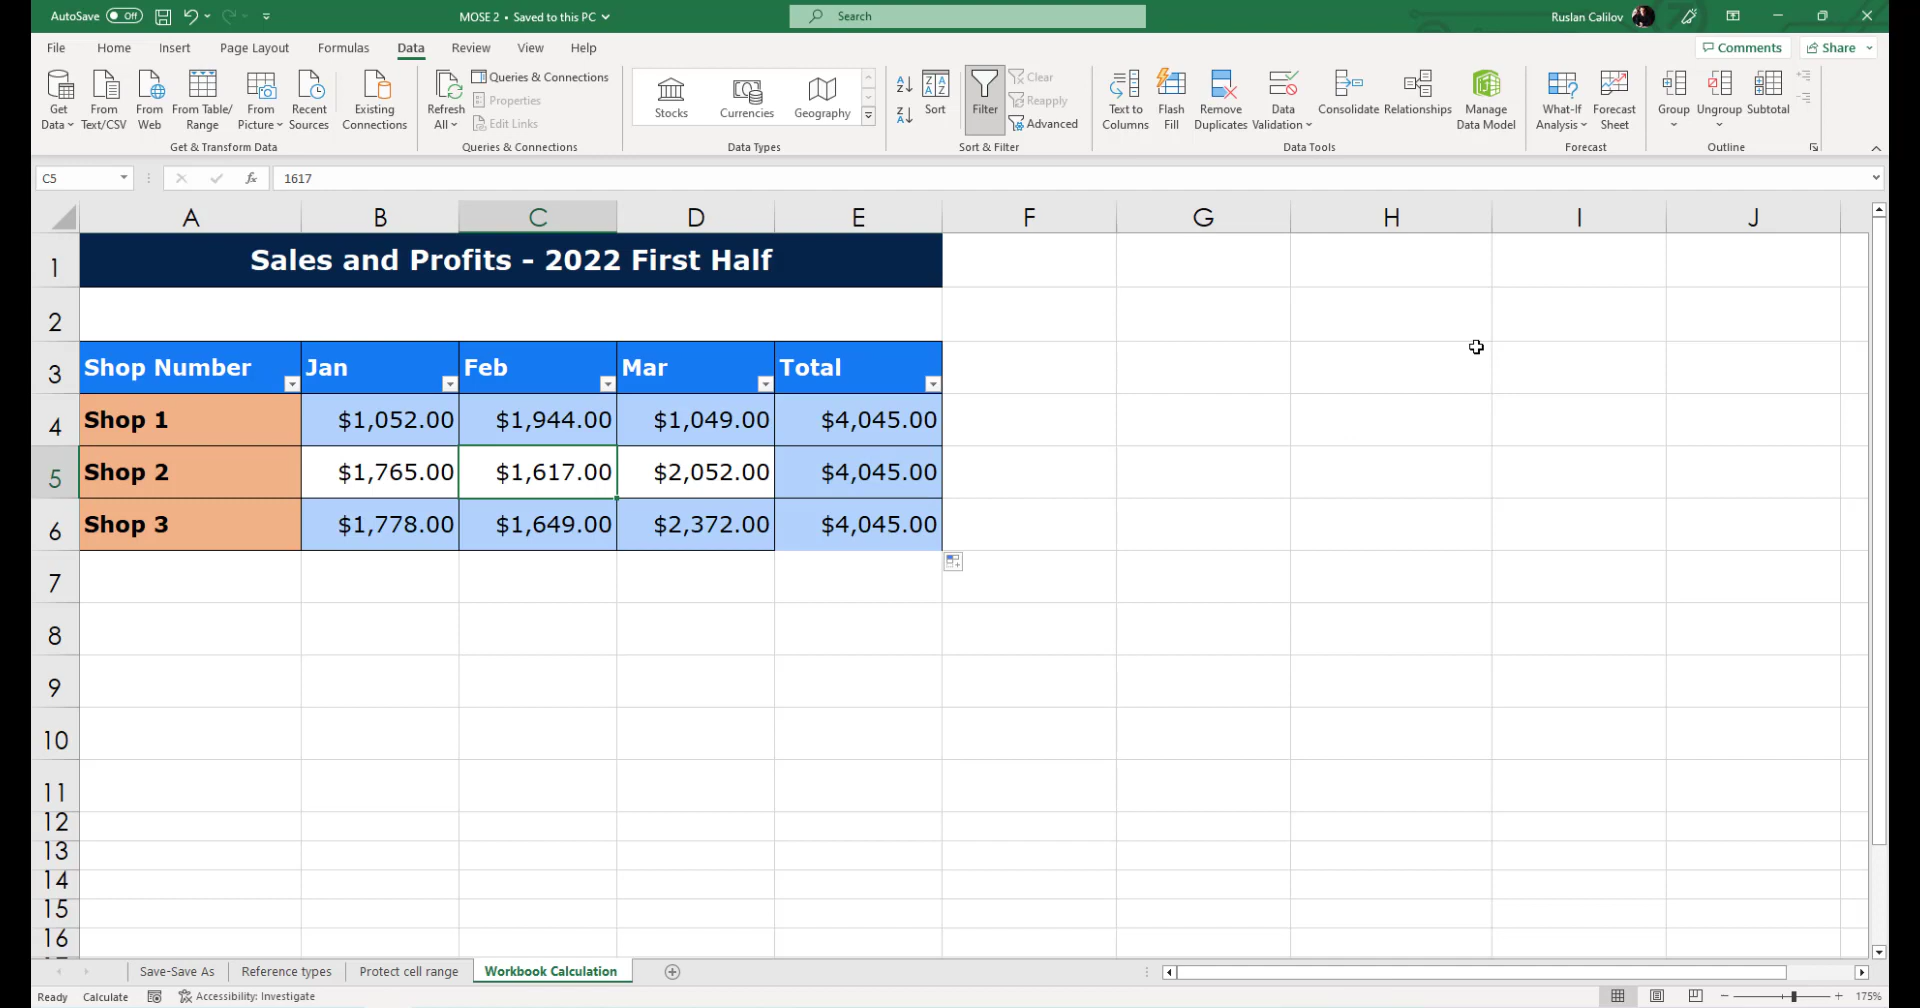 AutoSave Off MOSE 2 • Saved to this PC Search Ruslan Calilov
File Home Insert Page Layout Formulas Data Review View Help Comments Share
Get Data From Text/CSV From Web From Table/ Range From Picture Recent Sources Existing Connections
Refresh All Queries & Connections Properties Edit Links
Stocks Currencies Geography
Sort Filter Clear Reapply Advanced
Text to Columns Flash Fill Remove Duplicates Data Validation Consolidate Relationships Manage Data Model
What-If Analysis Forecast Sheet Group Ungroup Subtotal
Get & Transform Data Queries & Connections Data Types Sort & Filter Data Tools Forecast Outline
C5 fx 1617
A B C D E F G H I J
1 Sales and Profits - 2022 First Half
2
3 Shop Number Jan Feb Mar Total
4 Shop 1 $1,052.00 $1,944.00 $1,049.00 $4,045.00
5 Shop 2 $1,765.00 $1,617.00 $2,052.00 $4,045.00
6 Shop 3 $1,778.00 $1,649.00 $2,372.00 $4,045.00
7
8
9
10
11
12
13
14
15
16
Save-Save As Reference types Protect cell range Workbook Calculation
Ready Calculate Accessibility: Investigate 175%